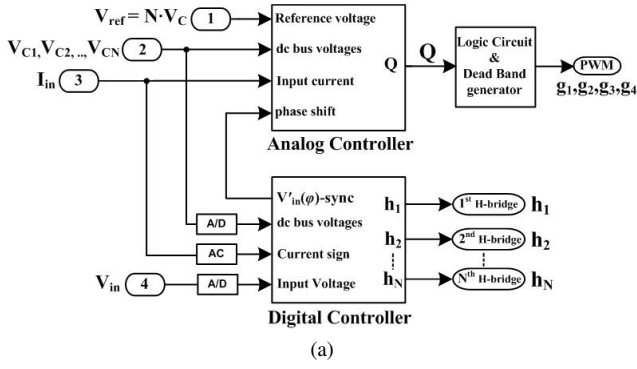 V_ref = N·V_C 1 Reference voltage
V_C1, V_C2, .., V_CN 2 dc bus voltages
I_in 3 Input current
phase shift
Q
Analog Controller
Q
Logic Circuit
&
Dead Band
generator
PWM
g₁,g₂,g₃,g₄
V'_in(φ)-sync
A/D dc bus voltages
AC Current sign
V_in 4 A/D Input Voltage
h₁ 1st H-bridge h₁
h₂ 2nd H-bridge h₂
h_N Nth H-bridge h_N
Digital Controller
(a)